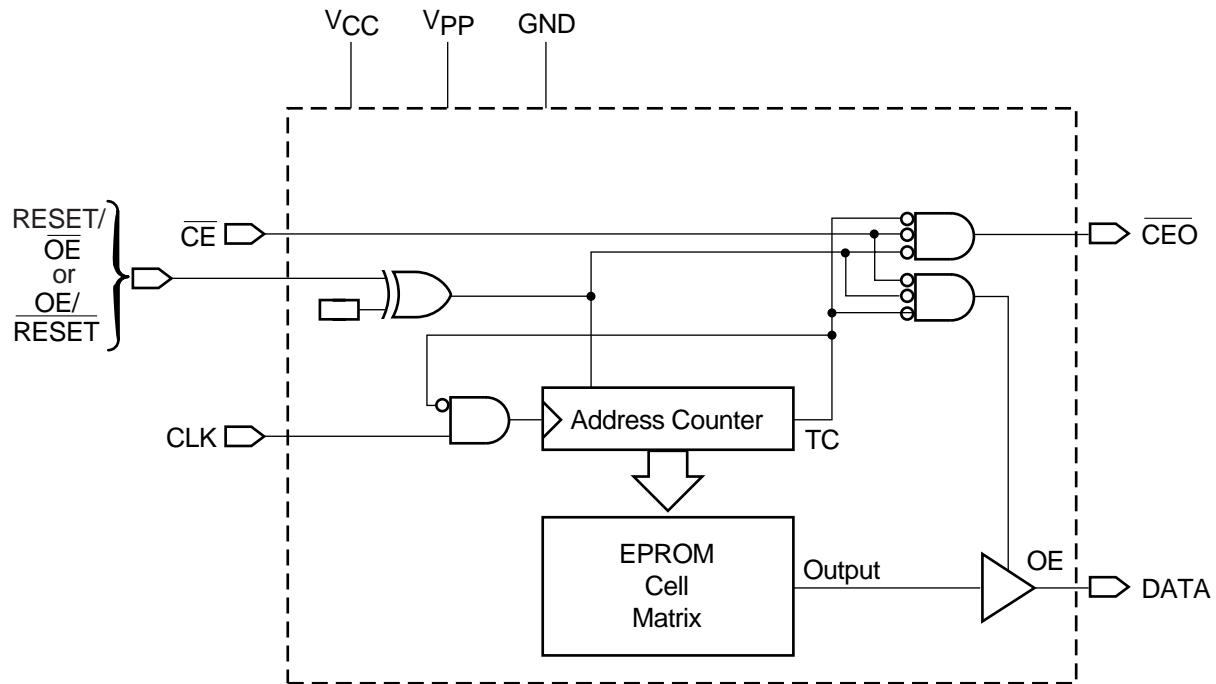 VCC
VPP
GND
RESET/
OE
or
OE/
RESET
CE
CEO
CLK
Address Counter
TC
EPROM
Cell
Matrix
Output
OE
DATA